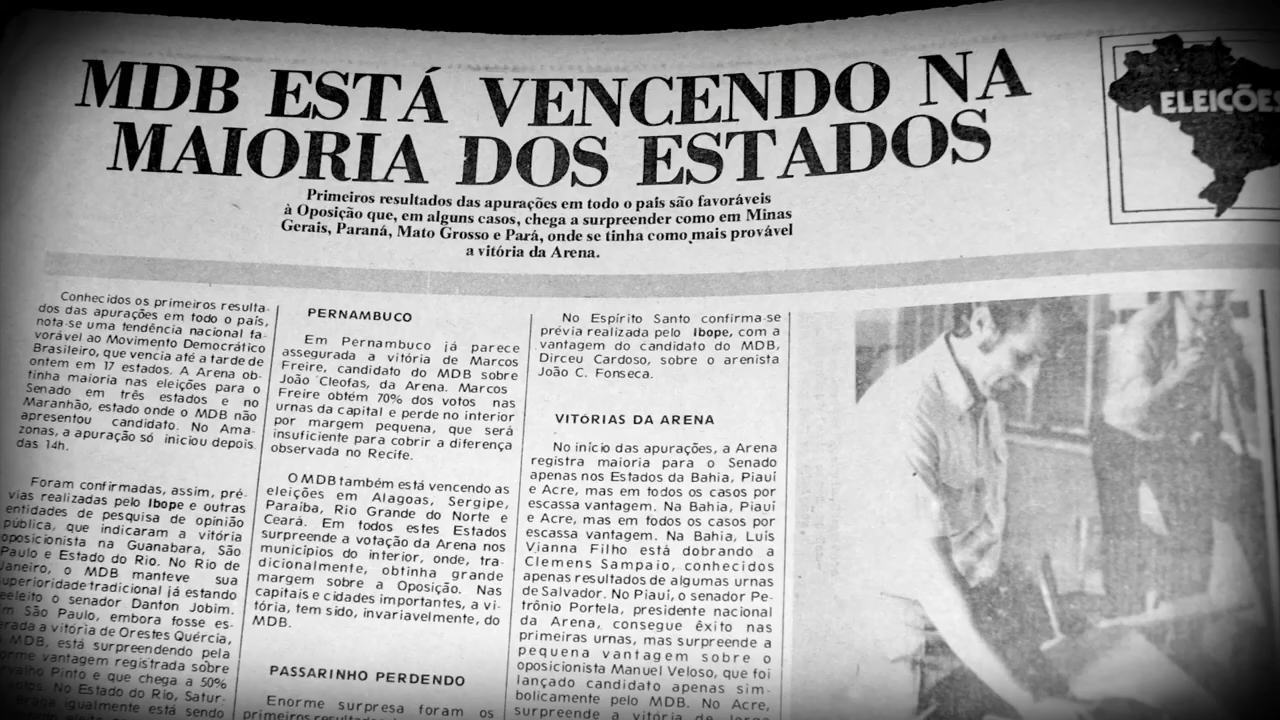 MDB ESTÁ VENCENDO NA
MAIORIA DOS ESTADOS
Primeiros resultados das apurações em todo o país são favoráveis
à Oposição que, em alguns casos, chega a surpreender como em Minas
Gerais, Paraná, Mato Grosso e Pará, onde se tinha como mais provável
a vitória da Arena.
ELEIÇÕES
Conhecidos os primeiros resulta-
dos das apurações em todo o país,
nota-se uma tendência nacional fa-
vorável ao Movimento Democrático
Brasileiro, que vencia até a tarde de
ontem em 17 estados. A Arena ob-
tinha maioria nas eleições para o
Senado em três estados e no
Maranhão, estado onde o MDB não
apresentou candidato. No Ama-
zonas, a apuração só iniciou depois
das 14h.
Foram confirmadas, assim, pré-
vias realizadas pelo Ibope e outras
entidades de pesquisa de opinião
pública, que indicaram a vitória
oposicionista na Guanabara, São
Paulo e Estado do Rio. No Rio de
Janeiro, o MDB manteve sua
superioridade tradicional já estando
reeleito o senador Danton Jobim.
São Paulo, embora fosse es-
a vitória de Orestes Quércia,
MDB, está surpreendendo pela
vantagem registrada sobre
Pinto e que chega a 50%
No Estado do Rio, Satur-
igualmente está sendo
PERNAMBUCO
Em Pernambuco já parece
assegurada a vitória de Marcos
Freire, candidato do MDB sobre
João Cleofas, da Arena. Marcos
Freire obtém 70% dos votos nas
urnas da capital e perde no interior
por margem pequena, que será
insuficiente para cobrir a diferença
observada no Recife.
O MDB também está vencendo as
eleições em Alagoas, Sergipe,
Paraíba, Rio Grande do Norte e
Ceará. Em todos estes Estados
surpreende a votação da Arena nos
municípios do interior, onde, tra-
dicionalmente, obtinha grande
margem sobre a Oposição. Nas
capitais e cidades importantes, a vi-
tória, tem sido, invariavelmente, do
MDB.
PASSARINHO PERDENDO
Enorme surpresa foram os
primeiros
No Espírito Santo confirma-se
prévia realizada pelo Ibope, com a
vantagem do candidato do MDB,
Dirceu Cardoso, sobre o arenista
João C. Fonseca.
VITÓRIAS DA ARENA
No início das apurações, a Arena
registra maioria para o Senado
apenas nos Estados da Bahia, Piauí
e Acre, mas em todos os casos por
escassa vantagem. Na Bahia, Piauí
e Acre, mas em todos os casos por
escassa vantagem. Na Bahia, Luís
Vianna Filho está dobrando a
Clemens Sampaio, conhecidos
apenas resultados de algumas urnas
de Salvador. No Piauí, o senador Pe-
trônio Portela, presidente nacional
da Arena, consegue êxito nas
primeiras urnas, mas surpreende a
pequena vantagem sobre o
oposicionista Manuel Veloso, que foi
lançado candidato apenas sim-
bolicamente pelo MDB. No Acre,
surpreende a vitória de Jorge